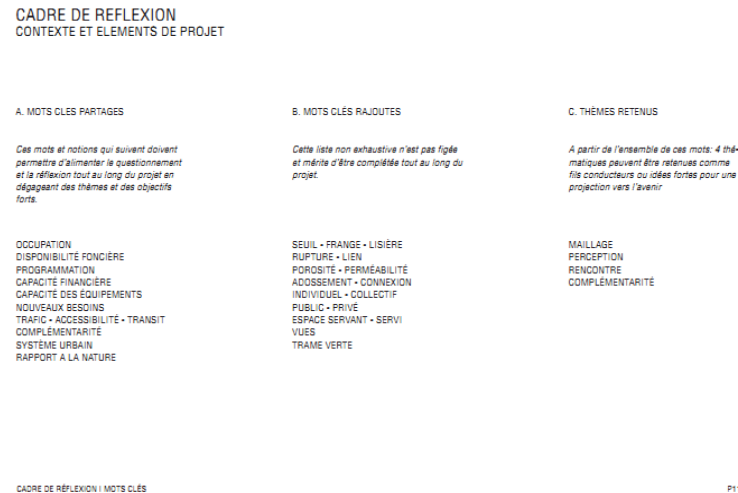 CADRE DE REFLEXION
CONTEXTE ET ELEMENTS DE PROJET
A. MOTS CLES PARTAGES
Ces mots et notions qui suivent doivent
permettre d'alimenter le questionnement
et la réflexion tout au long du projet en
dégageant des thèmes et des objectifs
forts.
OCCUPATION
DISPONIBILITÉ FONCIÈRE
PROGRAMMATION
CAPACITÉ FINANCIÈRE
CAPACITÉ DES ÉQUIPEMENTS
NOUVEAUX BESOINS
TRAFIC - ACCESSIBILITÉ - TRANSIT
COMPLÉMENTARITÉ
SYSTÈME URBAIN
RAPPORT A LA NATURE
B. MOTS CLÉS RAJOUTES
Cette liste non exhaustive n'est pas figée
et mérite d'être complétée tout au long du
projet.
SEUIL - FRANGE - LISIÈRE
RUPTURE - LIEN
POROSITÉ - PERMÉABILITÉ
ADOSSEMENT - CONNEXION
INDIVIDUEL - COLLECTIF
PUBLIC - PRIVÉ
ESPACE SERVANT - SERVI
VUES
TRAME VERTE
C. THÈMES RETENUS
A partir de l'ensemble de ces mots: 4 thé-
matiques peuvent être retenues comme
fils conducteurs ou idées fortes pour une
projection vers l'avenir
MAILLAGE
PERCEPTION
RENCONTRE
COMPLÉMENTARITÉ
CADRE DE RÉFLEXION I MOTS CLÉS
P11